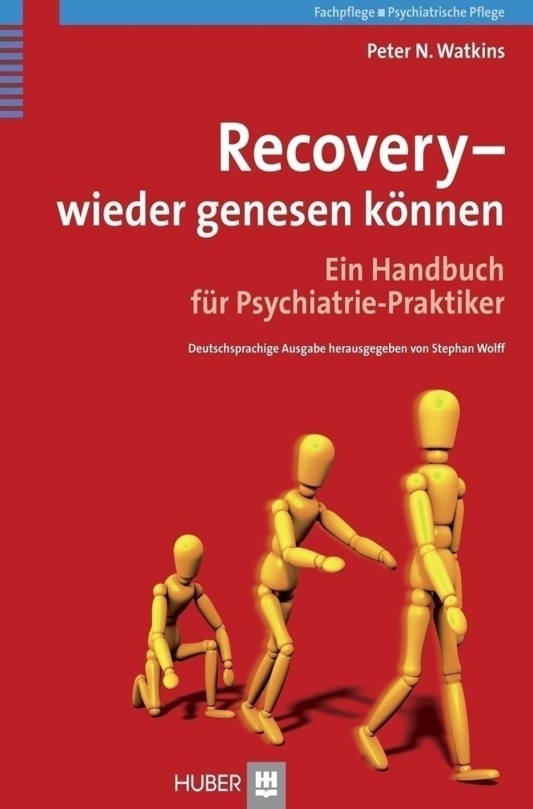 Fachpflege ■ Psychiatrische Pflege
Peter N. Watkins
Recovery–
wieder genesen können
Ein Handbuch
für Psychiatrie-Praktiker
Deutschsprachige Ausgabe herausgegeben von Stephan Wolff
HUBER